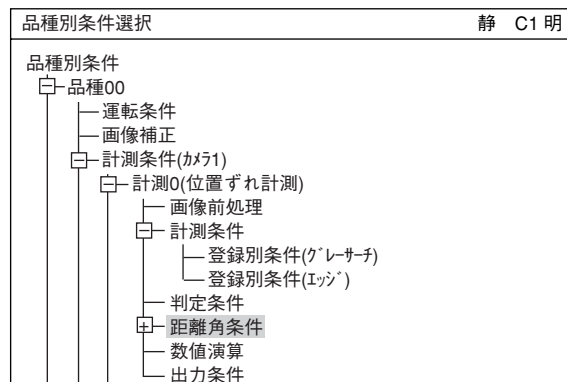 品種別条件選択 静 C1 明
品種別条件
品種00
運転条件
画像補正
計測条件(ｶﾒﾗ1)
計測0(位置ずれ計測)
画像前処理
計測条件
登録別条件(ｸﾞﾚｰｻｰﾁ)
登録別条件(ｴｯｼﾞ)
判定条件
距離角条件
数値演算
出力条件